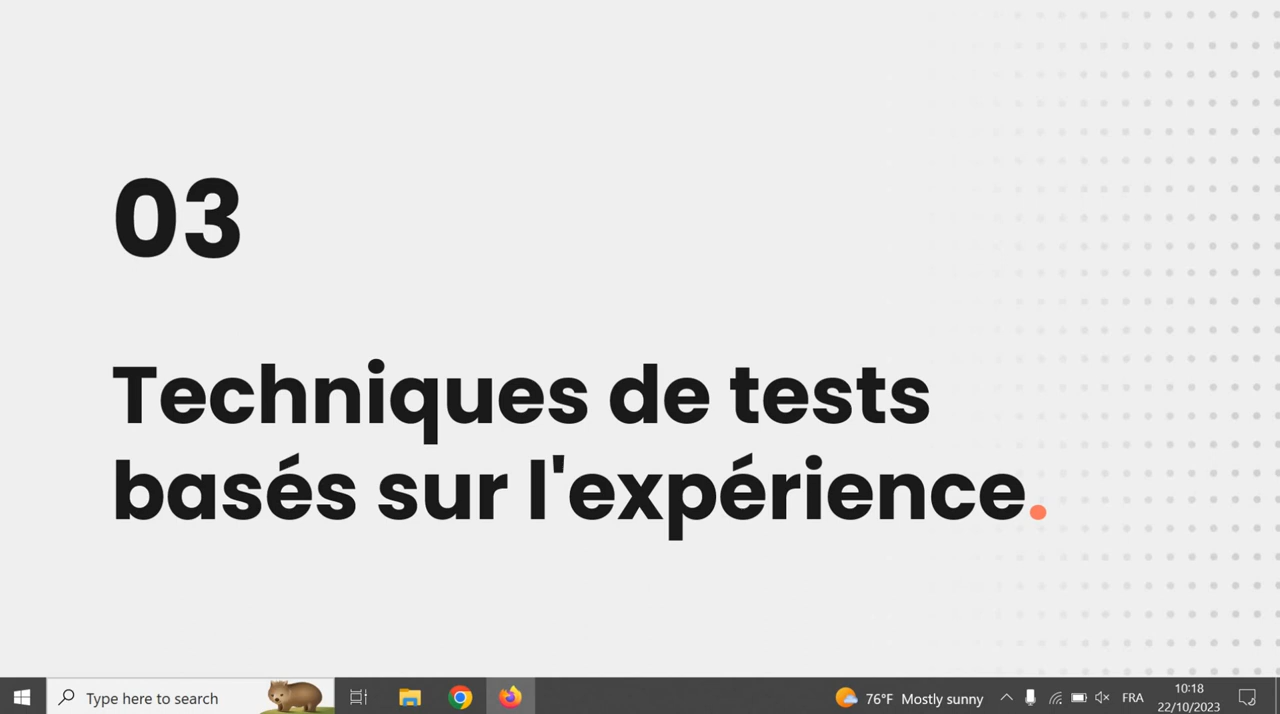 03
Techniques de tests
basés sur l'expérience.
Type here to search
76°F Mostly sunny
FRA
10:18
22/10/2023